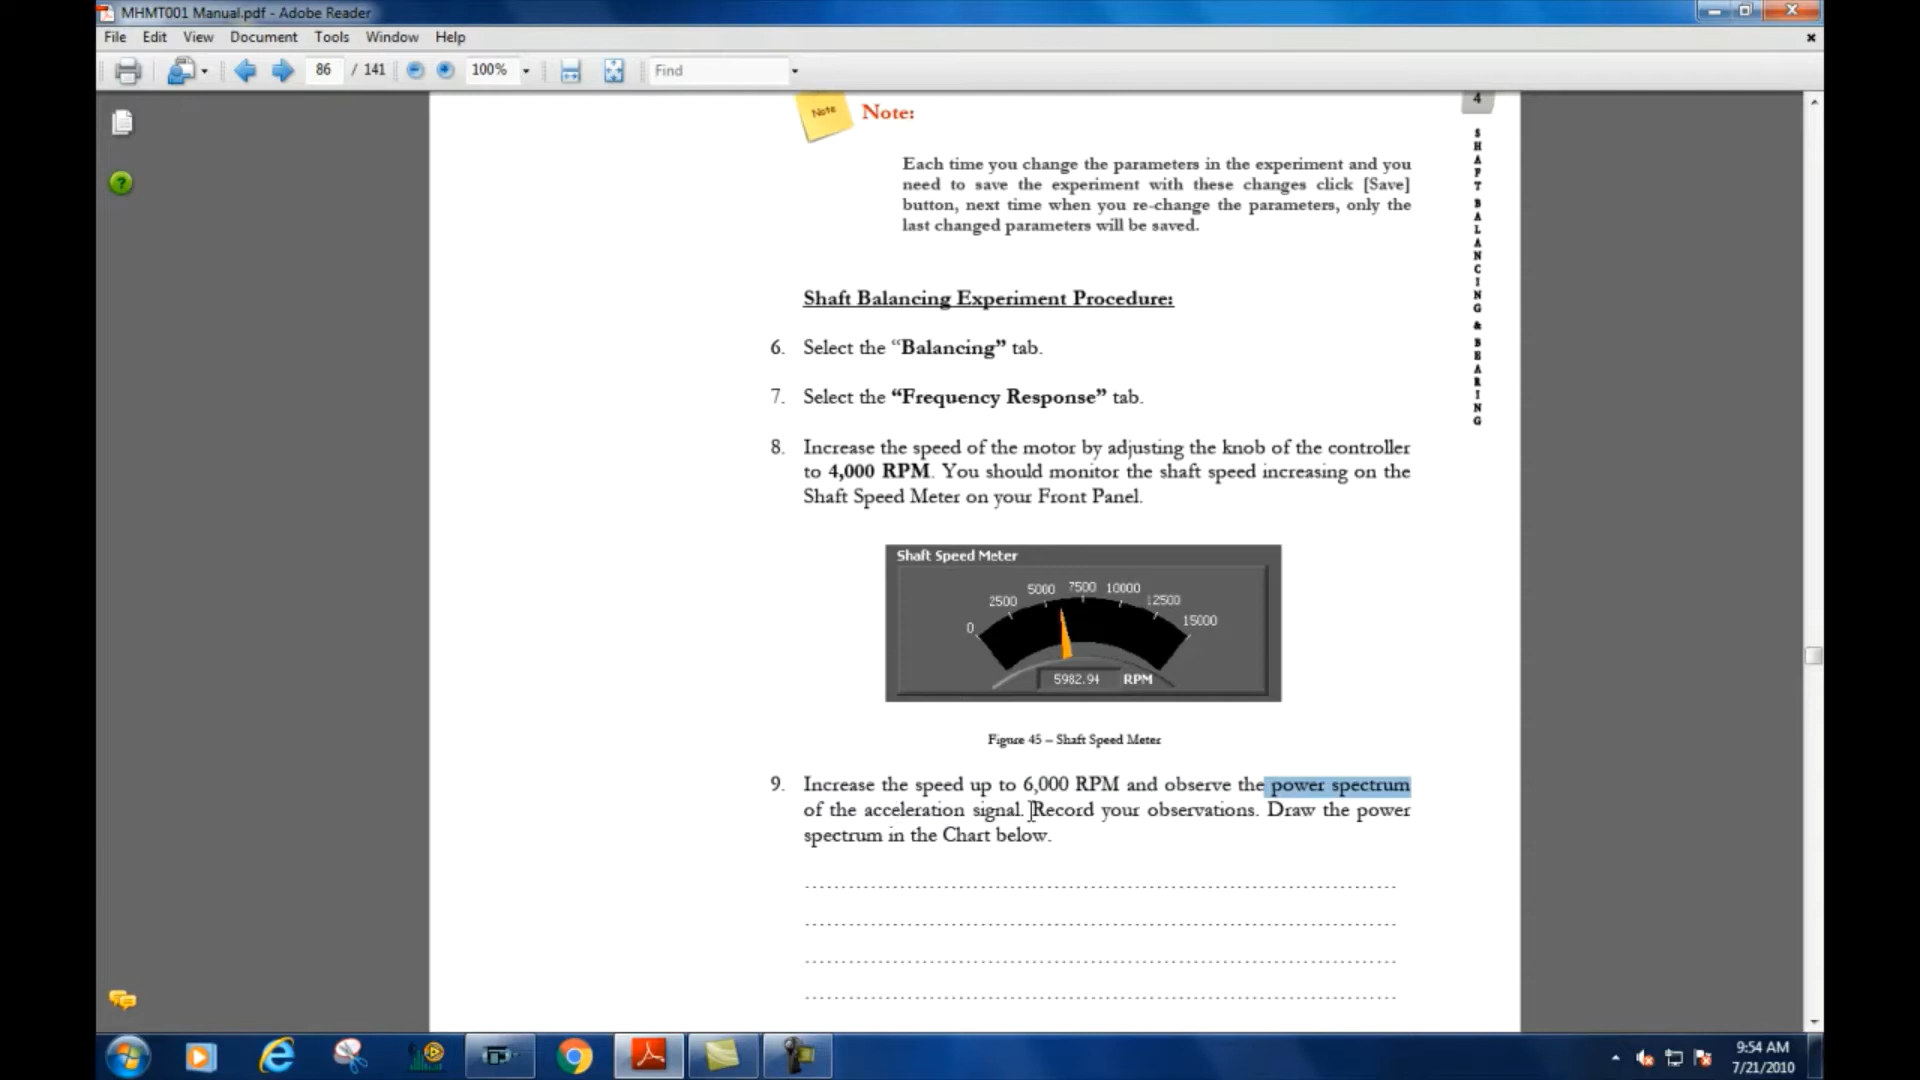 MHMT001 Manual.pdf - Adobe Reader
File Edit View Document Tools Window Help
86 / 141 100% Find
Note
Note:
4
Each time you change the parameters in the experiment and you
need to save the experiment with these changes click [Save]
button, next time when you re-change the parameters, only the
last changed parameters will be saved.
SHAFT BALANCING & BEARING
Shaft Balancing Experiment Procedure:
6. Select the “Balancing” tab.
7. Select the “Frequency Response” tab.
8. Increase the speed of the motor by adjusting the knob of the controller
to 4,000 RPM. You should monitor the shaft speed increasing on the
Shaft Speed Meter on your Front Panel.
Shaft Speed Meter
0 2500 5000 7500 10000 12500 15000
5982.94 RPM
Figure 45 – Shaft Speed Meter
9. Increase the speed up to 6,000 RPM and observe the power spectrum
of the acceleration signal. Record your observations. Draw the power
spectrum in the Chart below.
9:54 AM
7/21/2010